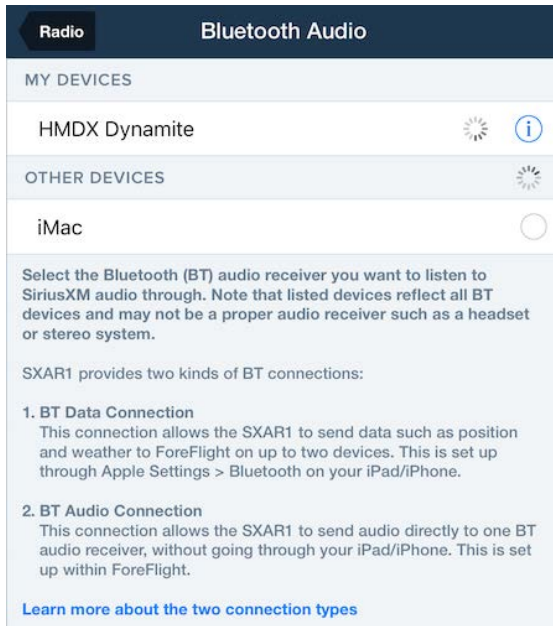 Radio
Bluetooth Audio
MY DEVICES
HMDX Dynamite
OTHER DEVICES
iMac
Select the Bluetooth (BT) audio receiver you want to listen to
SiriusXM audio through. Note that listed devices reflect all BT
devices and may not be a proper audio receiver such as a headset
or stereo system.
SXAR1 provides two kinds of BT connections:
1. BT Data Connection
This connection allows the SXAR1 to send data such as position
and weather to ForeFlight on up to two devices. This is set up
through Apple Settings > Bluetooth on your iPad/iPhone.
2. BT Audio Connection
This connection allows the SXAR1 to send audio directly to one BT
audio receiver, without going through your iPad/iPhone. This is set
up within ForeFlight.
Learn more about the two connection types